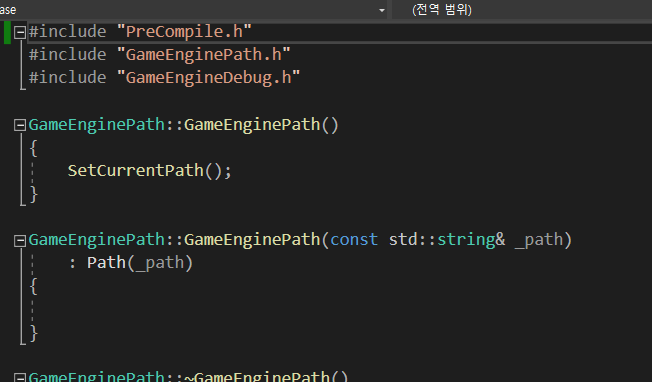 ase
(전역 범위)
#include "PreCompile.h"
#include "GameEnginePath.h"
#include "GameEngineDebug.h"
GameEnginePath::GameEnginePath()
{
SetCurrentPath();
}
GameEnginePath::GameEnginePath(const std::string& _path)
: Path(_path)
{
}
GameEnginePath::~GameEnginePath()